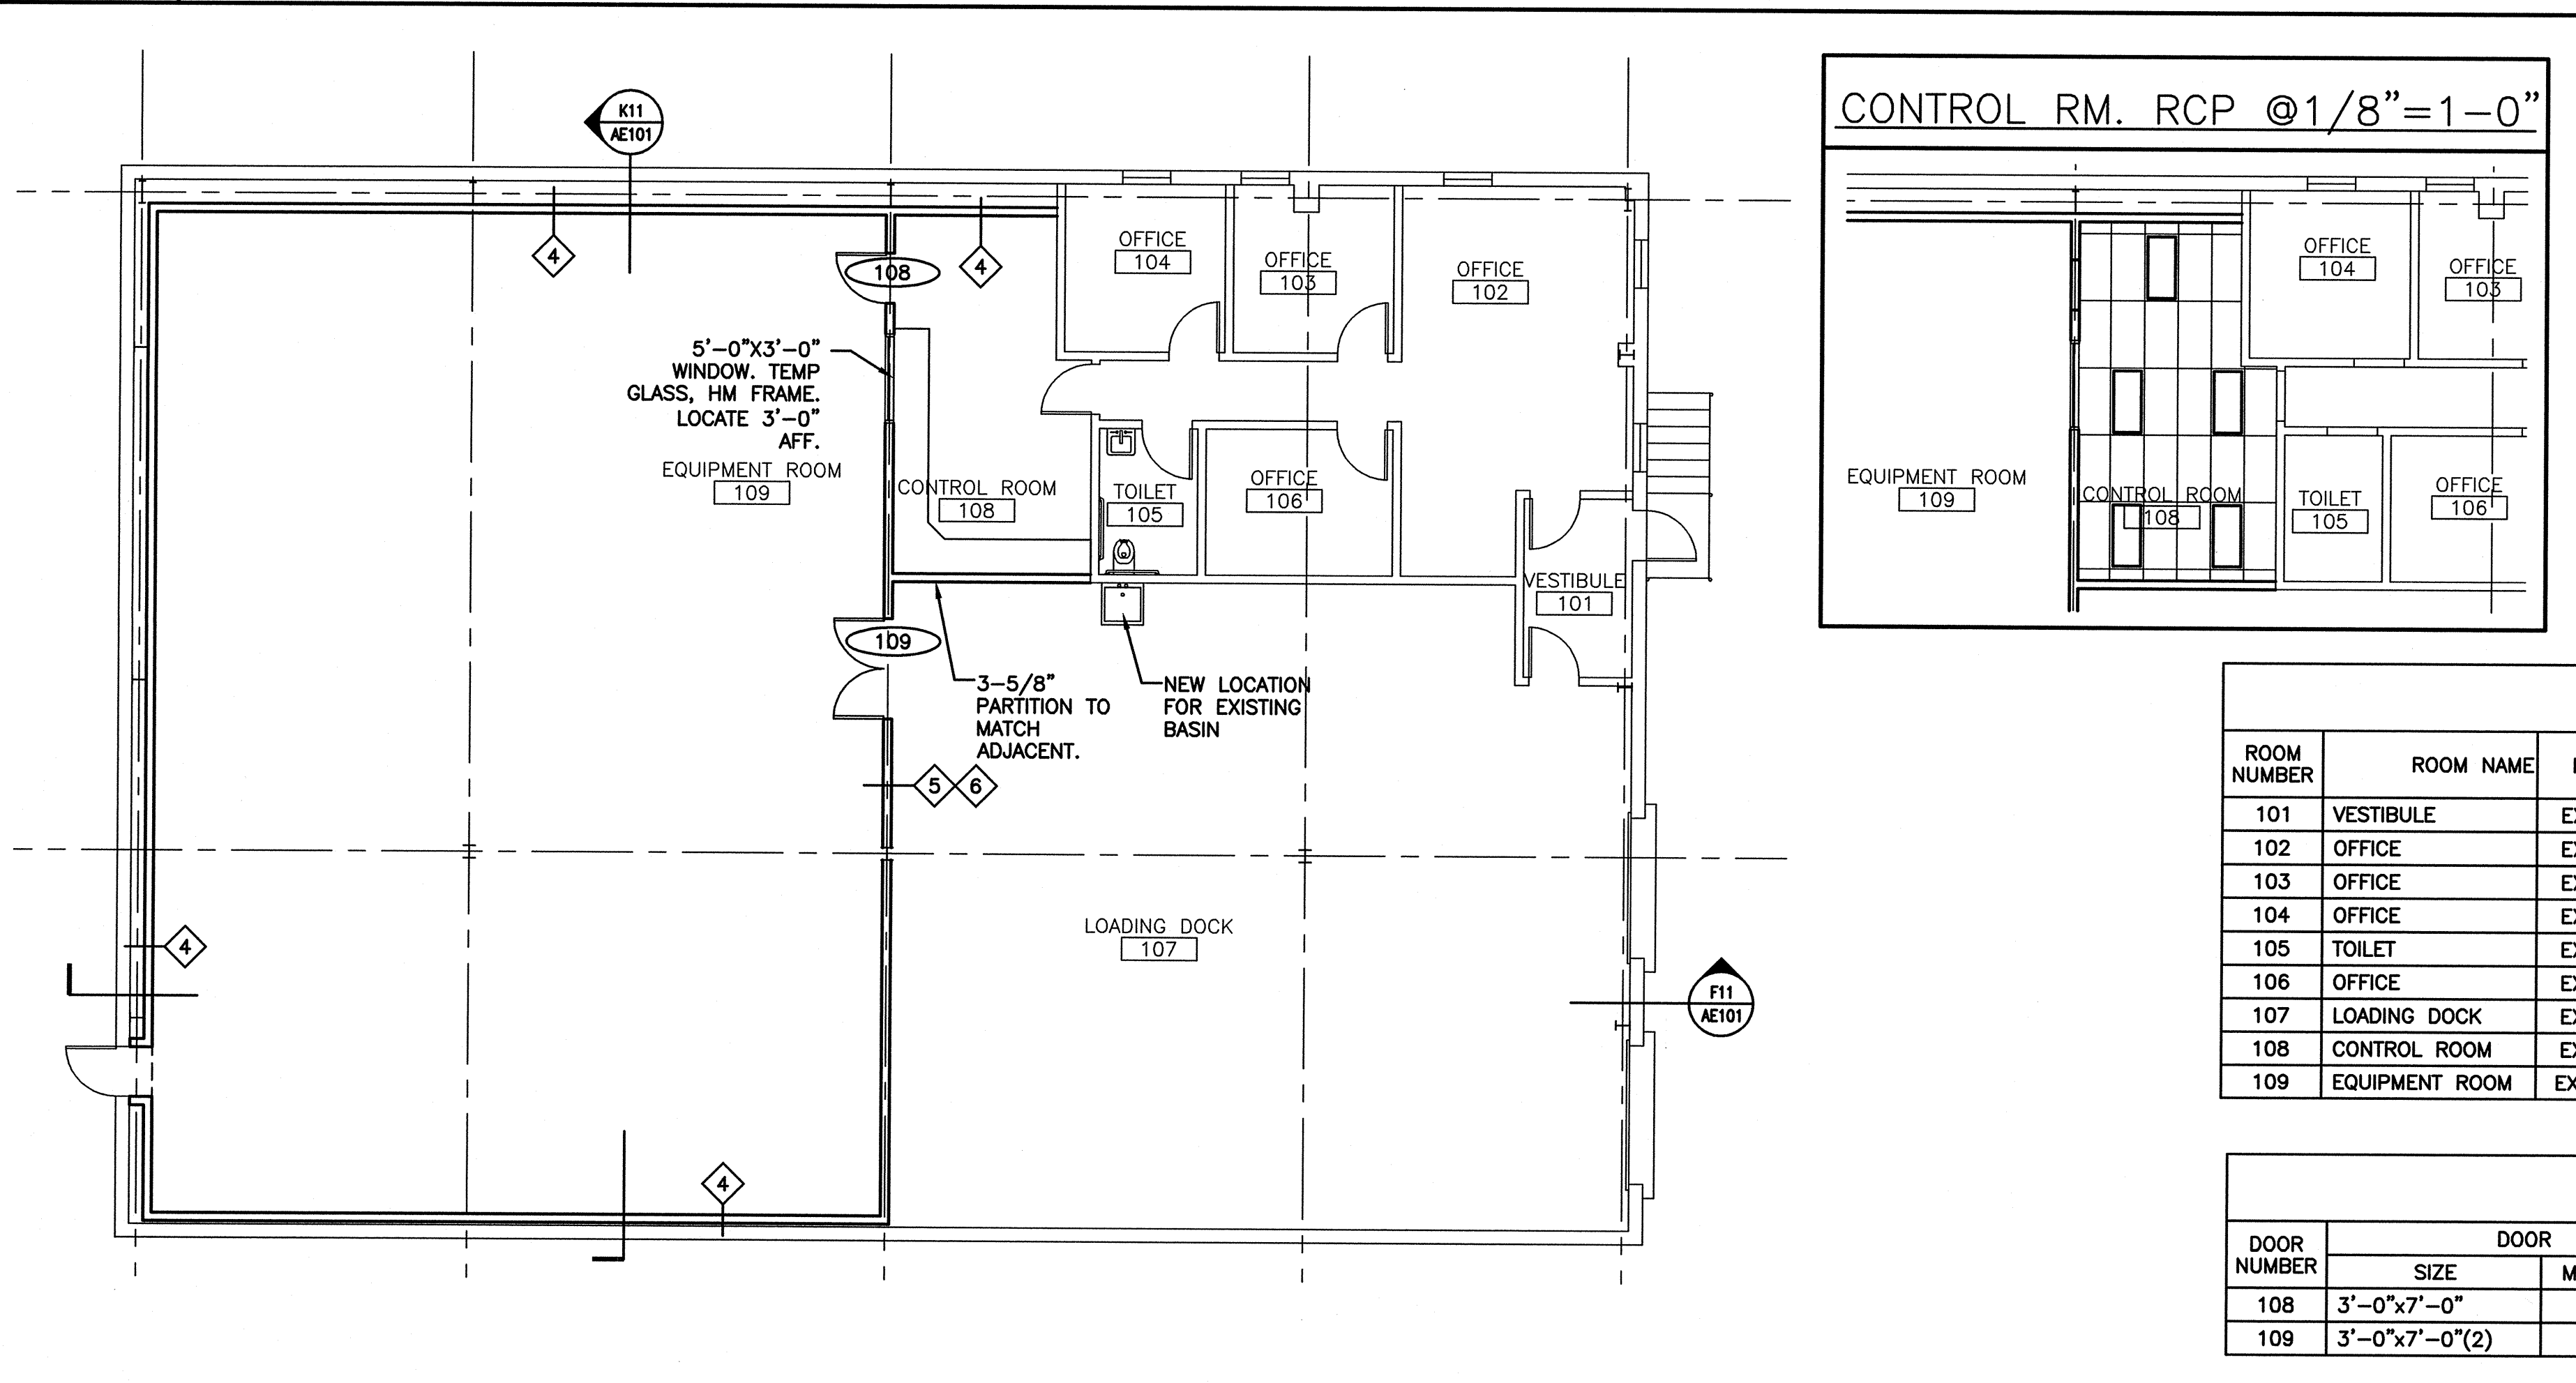 K11
AE101
CONTROL RM. RCP @1/8"=1-0"
4
4
108
OFFICE
104
OFFICE
103
OFFICE
102
5'-0"X3'-0"
WINDOW. TEMP
GLASS, HM FRAME.
LOCATE 3'-0"
AFF.
EQUIPMENT ROOM
109
CONTROL ROOM
108
TOILET
105
OFFICE
106
VESTIBULE
101
109
3-5/8"
PARTITION TO
MATCH
ADJACENT.
NEW LOCATION
FOR EXISTING
BASIN
5 6
LOADING DOCK
107
4
4
F11
AE101
OFFICE
104
OFFICE
103
EQUIPMENT ROOM
109
CONTROL ROOM
108
TOILET
105
OFFICE
106
ROOM
NUMBER
ROOM NAME
101 VESTIBULE
102 OFFICE
103 OFFICE
104 OFFICE
105 TOILET
106 OFFICE
107 LOADING DOCK
108 CONTROL ROOM
109 EQUIPMENT ROOM
DOOR
NUMBER
DOOR
SIZE
108 3'-0"x7'-0"
109 3'-0"x7'-0"(2)